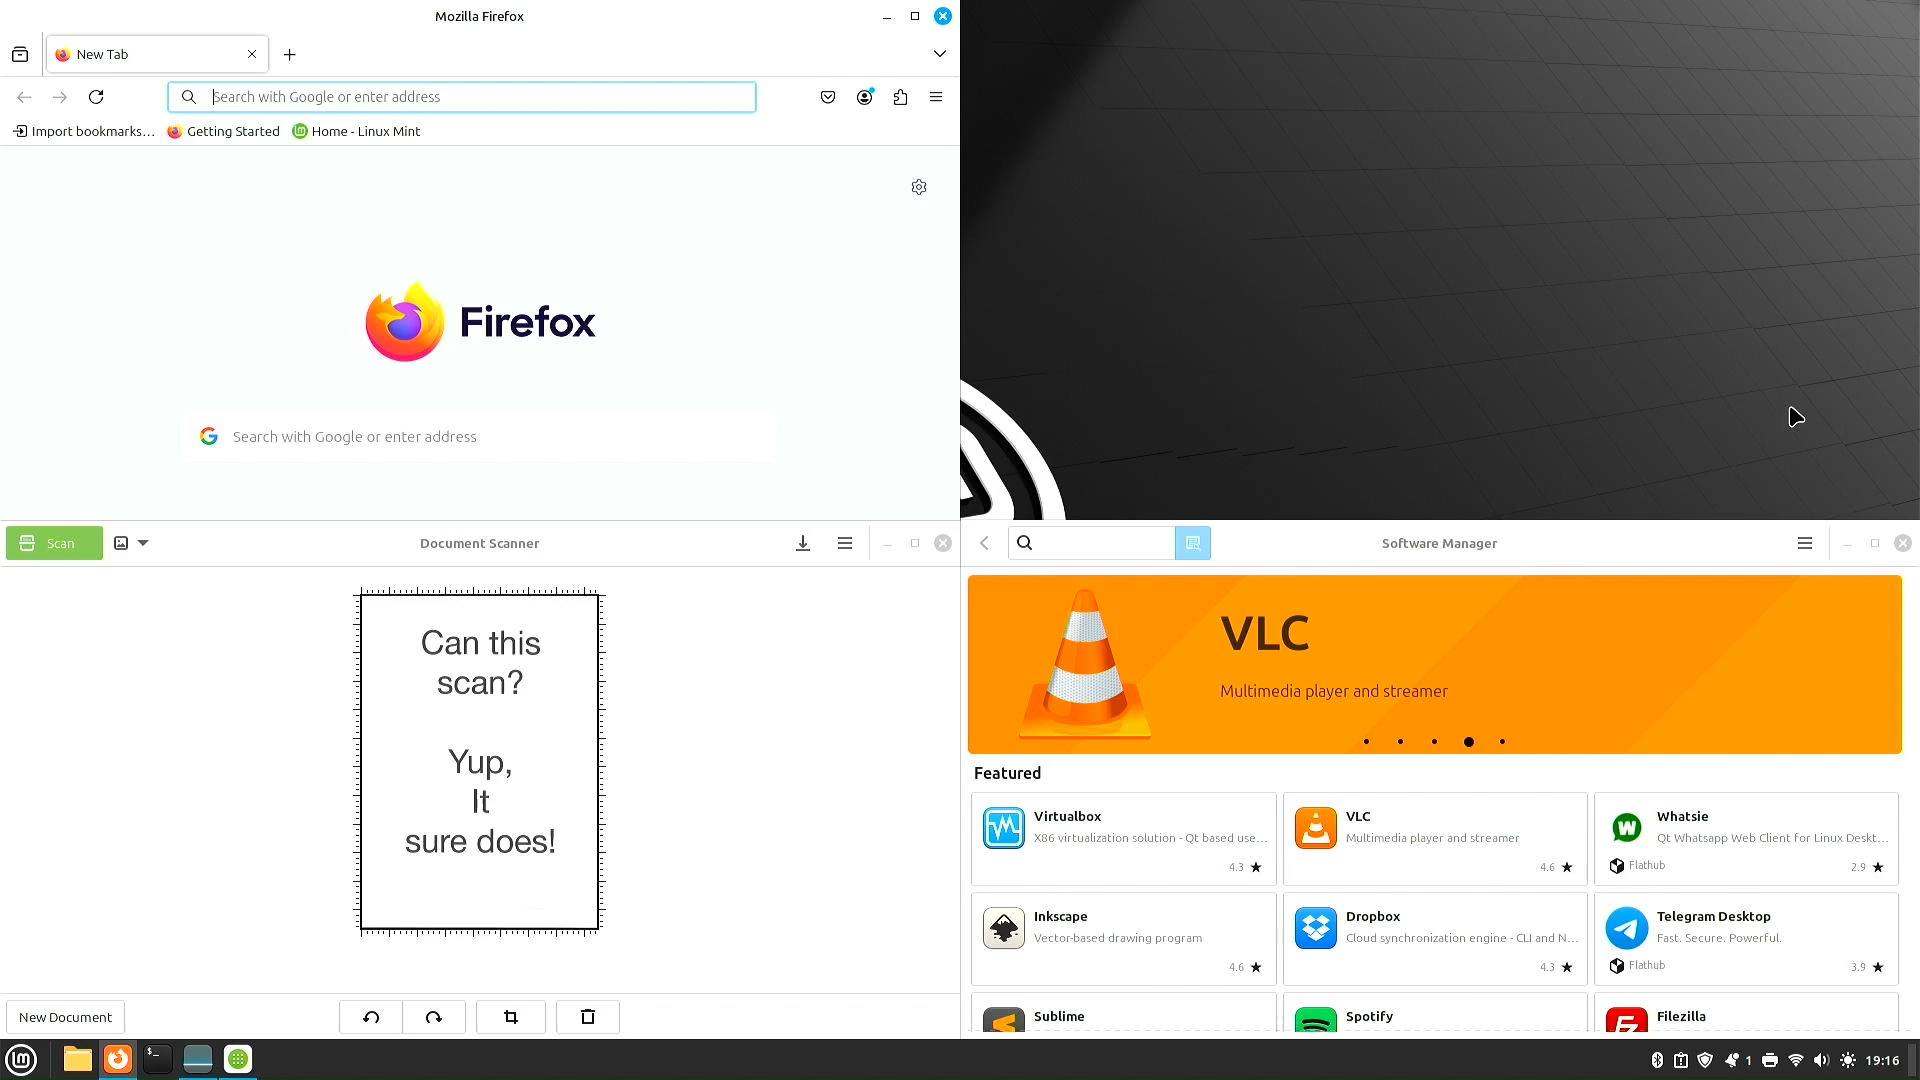 Mozilla Firefox
New Tab
Search with Google or enter address
Import bookmarks...
Getting Started
Home - Linux Mint
Firefox
Search with Google or enter address
Scan
Document Scanner
Can this
scan?
Yup,
It
sure does!
New Document
Software Manager
VLC
Multimedia player and streamer
Featured
Virtualbox
X86 virtualization solution - Qt based use...
4.3
VLC
Multimedia player and streamer
4.6
Whatsie
Qt Whatsapp Web Client for Linux Deskt...
Flathub
2.9
Inkscape
Vector-based drawing program
4.6
Dropbox
Cloud synchronization engine - CLI and N...
4.3
Telegram Desktop
Fast. Secure. Powerful.
Flathub
3.9
Sublime
Spotify
Filezilla
1
19:16